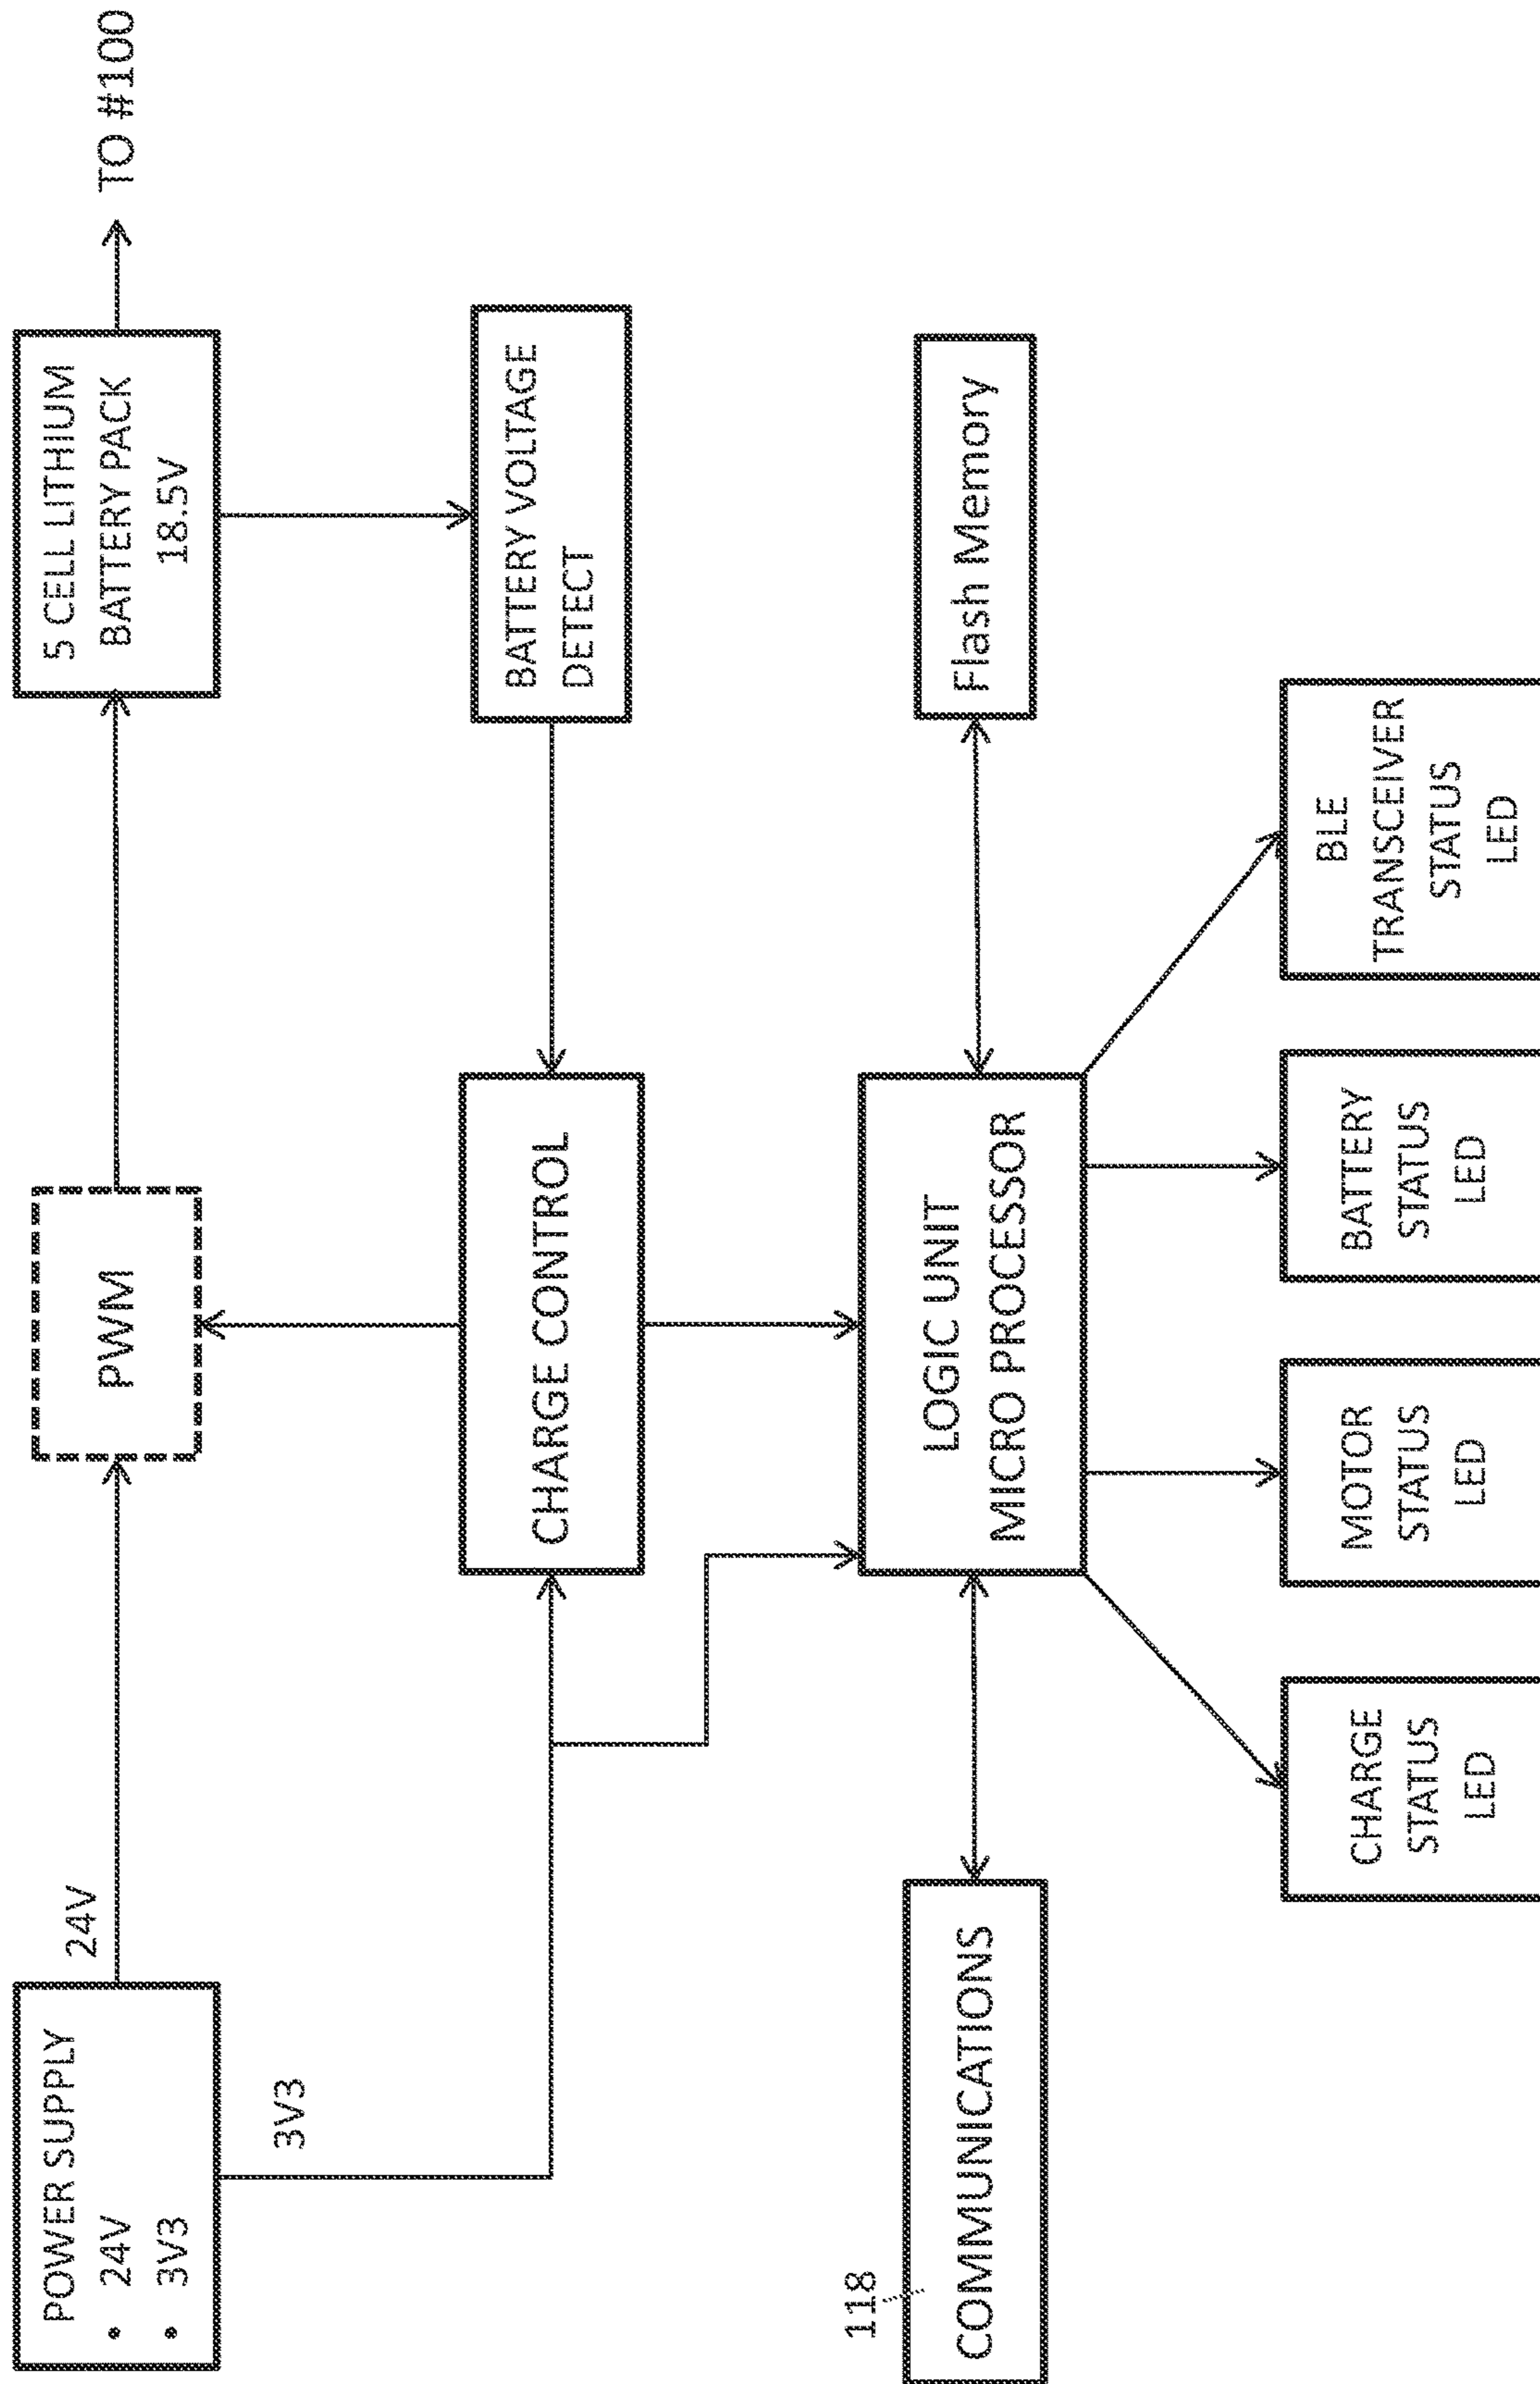 POWER SUPPLY
• 24V
• 3V3
24V
PWM
5 CELL LITHIUM
BATTERY PACK
18.5V
TO #100
3V3
CHARGE CONTROL
BATTERY VOLTAGE
DETECT
118
COMMUNICATIONS
LOGIC UNIT
MICRO PROCESSOR
Flash Memory
CHARGE
STATUS
LED
MOTOR
STATUS
LED
BATTERY
STATUS
LED
BLE
TRANSCEIVER
STATUS
LED